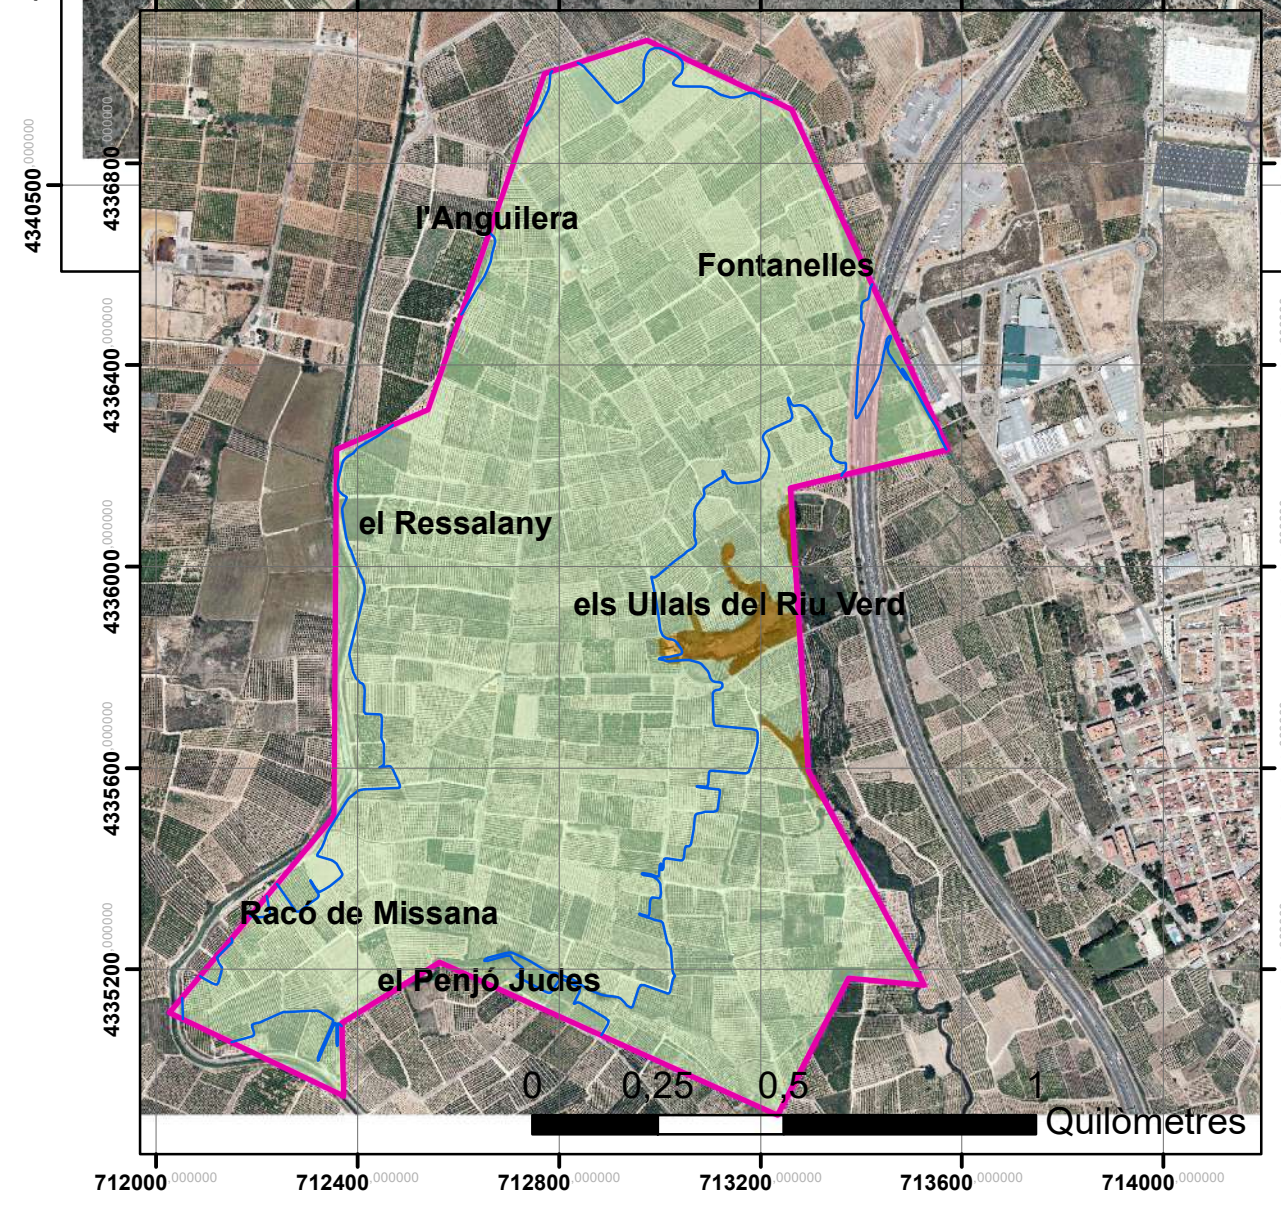 4340500,000000
4336800,000000
4336400,000000
4336000,000000
4335600,000000
4335200,000000
l'Anguilera
Fontanelles
el Ressalany
els Ullals del Riu Verd
Racó de Missana
el Penjó Judes
0 0,25 0,5 1
Quilòmetres
712000,000000 712400,000000 712800,000000 713200,000000 713600,000000 714000,000000